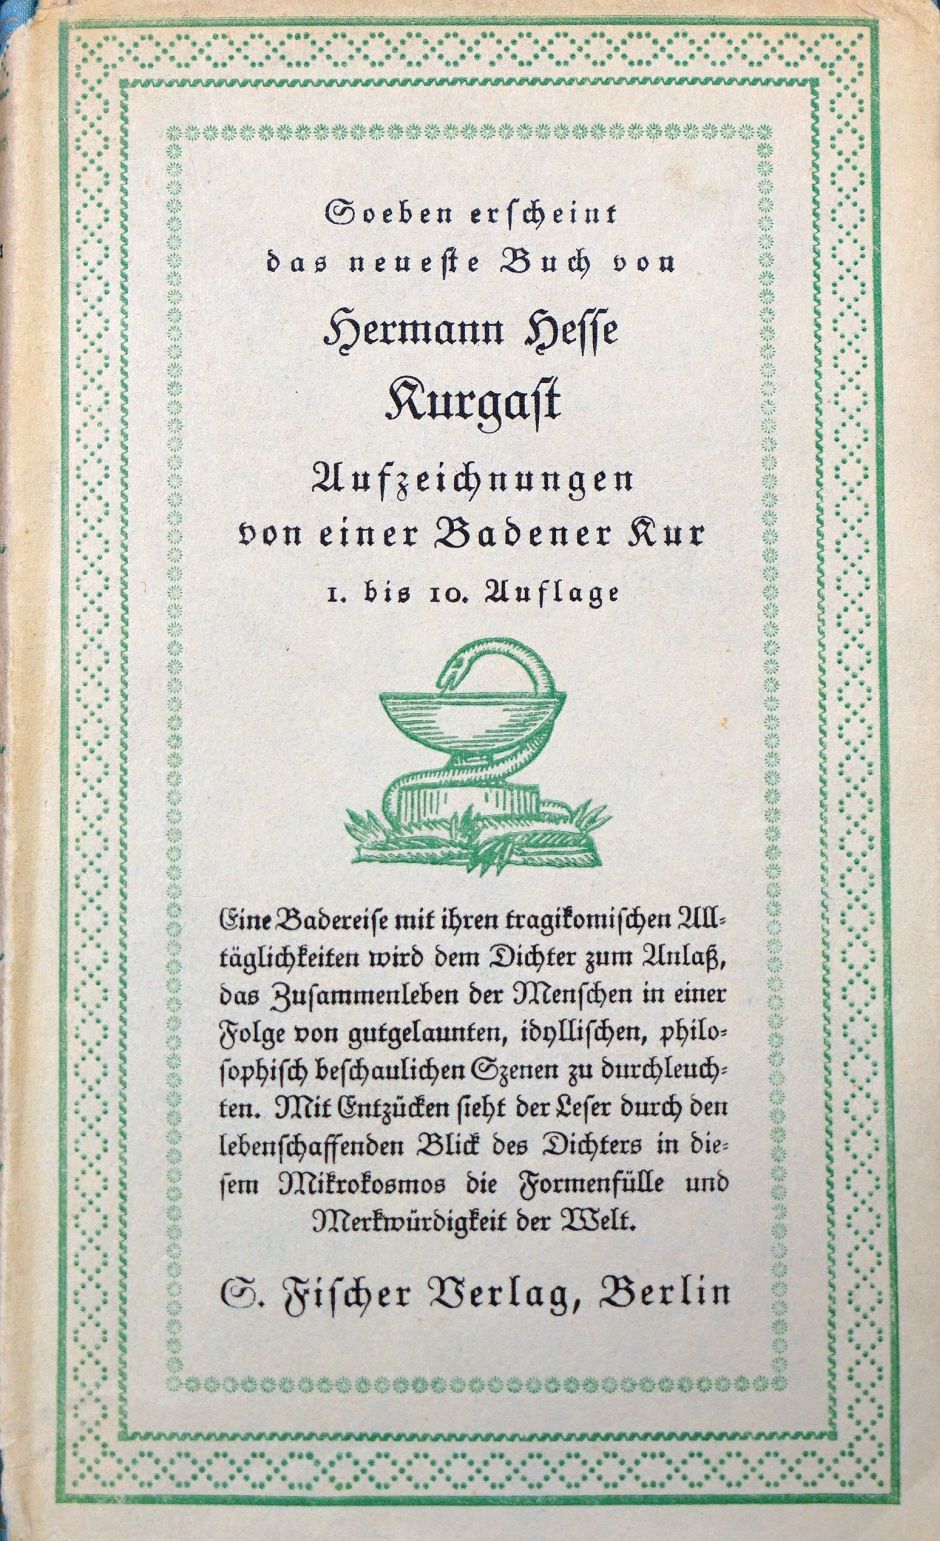 Soeben erscheint
das neueste Buch von
Hermann Hesse
Kurgast
Aufzeichnungen
von einer Badener Kur
1. bis 10. Auflage
Eine Badereise mit ihren tragikomischen All-
täglichkeiten wird dem Dichter zum Anlaß,
das Zusammenleben der Menschen in einer
Folge von gutgelaunten, idyllischen, philo-
sophisch beschaulichen Szenen zu durchleuch-
ten. Mit Entzücken sieht der Leser durch den
lebenschaffenden Blick des Dichters in die-
sem Mikrokosmos die Formenfülle und
Merkwürdigkeit der Welt.
S. Fischer Verlag, Berlin